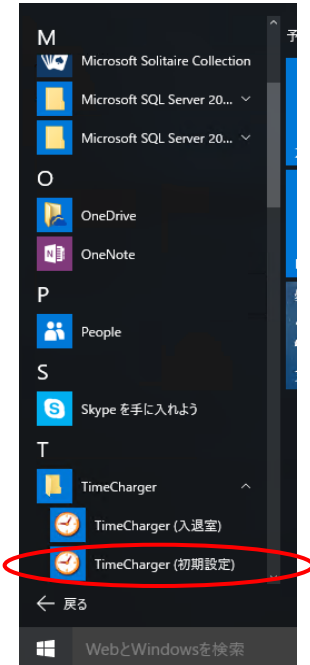 M
Microsoft Solitaire Collection
Microsoft SQL Server 20...
Microsoft SQL Server 20...
O
OneDrive
OneNote
P
People
S
Skype を手に入れよう
T
TimeCharger
TimeCharger (入退室)
TimeCharger (初期設定)
戻る
WebとWindowsを検索
予